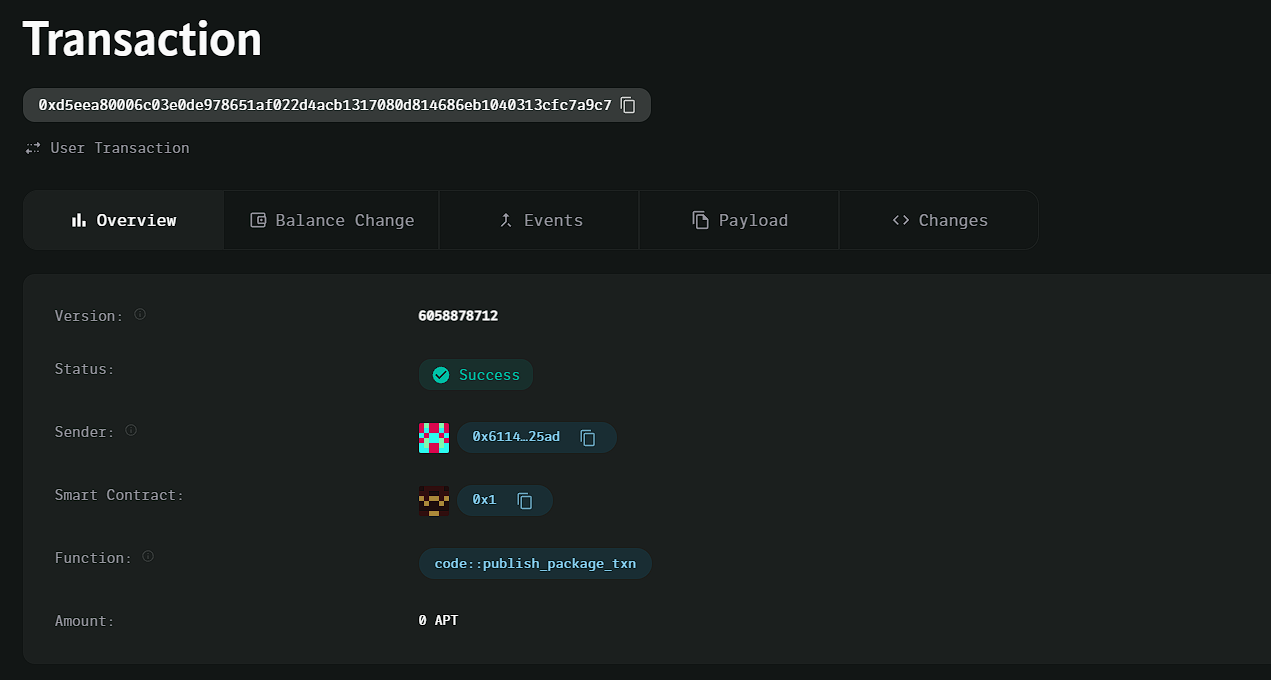 Transaction
0xd5eea80006c03e0de978651af022d4acb1317080d814686eb1040313cfc7a9c7
User Transaction
Overview
Balance Change
Events
Payload
Changes
Version:
6058878712
Status:
Success
Sender:
0x6114…25ad
Smart Contract:
0x1
Function:
code::publish_package_txn
Amount:
0 APT